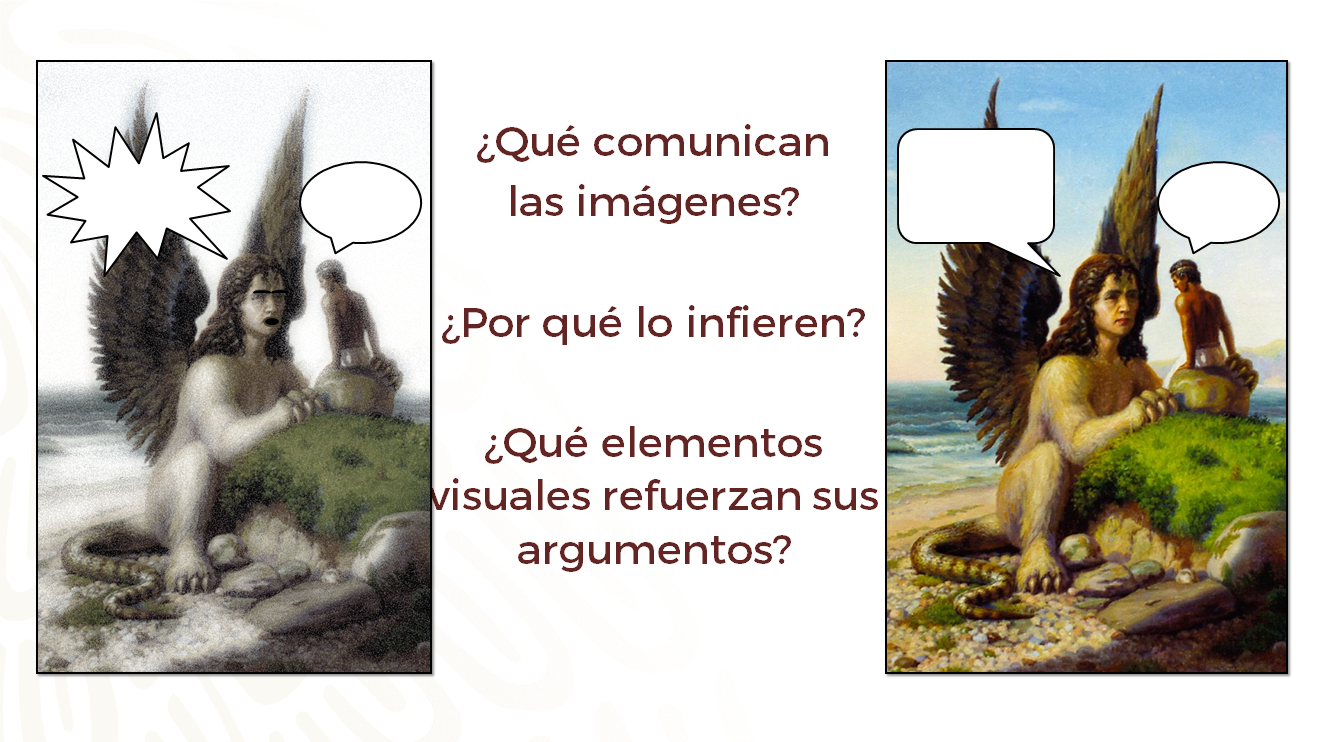 ¿Qué comunican
las imágenes?
¿Por qué lo infieren?
¿Qué elementos
visuales refuerzan sus
argumentos?